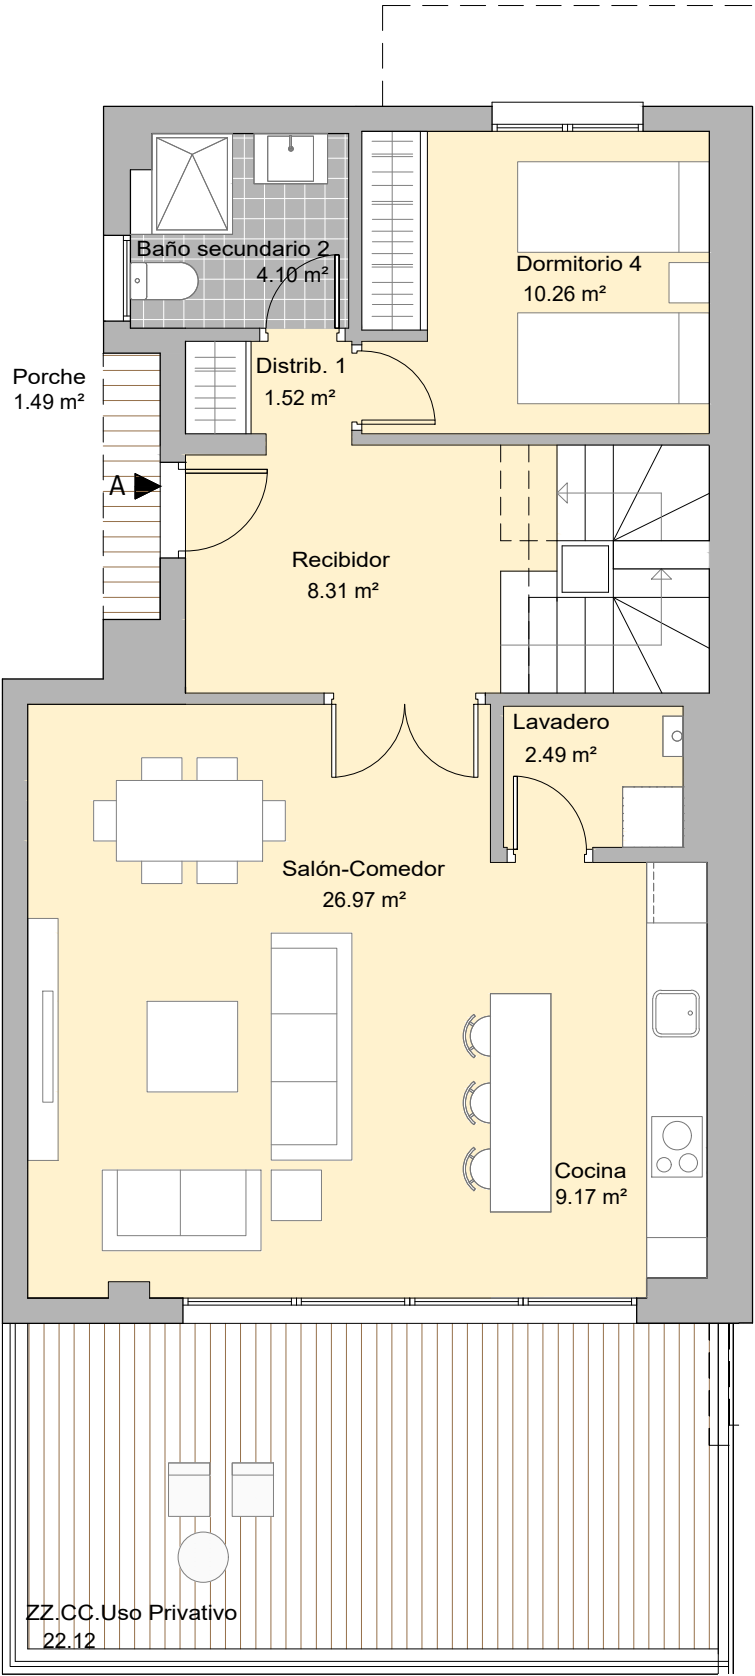 Baño secundario 2
4.10 m²
Dormitorio 4
10.26 m²
Distrib. 1
1.52 m²
Porche
1.49 m²
A
Recibidor
8.31 m²
Lavadero
2.49 m²
Salón-Comedor
26.97 m²
Cocina
9.17 m²
ZZ.CC.Uso Privativo
22.12